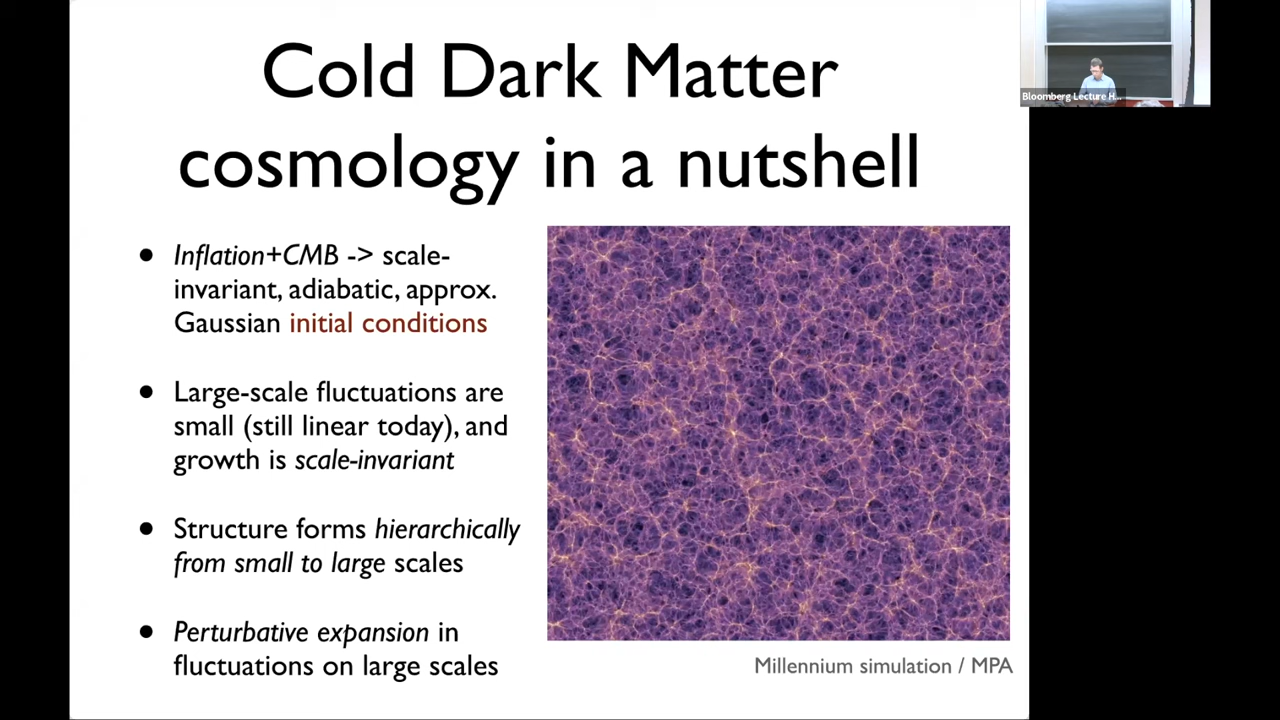 Cold Dark Matter
cosmology in a nutshell
• Inflation+CMB -> scale-
invariant, adiabatic, approx.
Gaussian initial conditions
• Large-scale fluctuations are
small (still linear today), and
growth is scale-invariant
• Structure forms hierarchically
from small to large scales
• Perturbative expansion in
fluctuations on large scales
Millennium simulation / MPA
Bloomberg Lecture H...